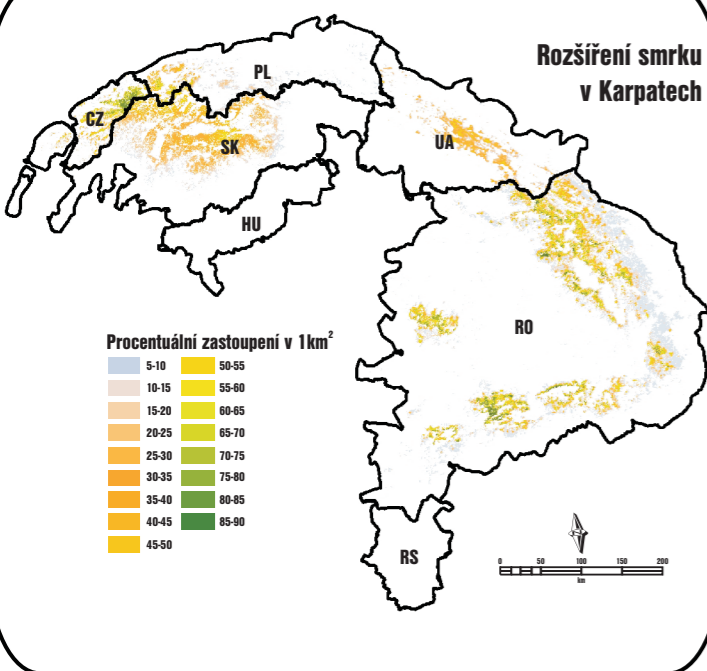 Rozšíření smrku
v Karpatech
PL
CZ
SK
UA
HU
RO
RS
Procentuální zastoupení v 1km²
5-10
10-15
15-20
20-25
25-30
30-35
35-40
40-45
45-50
50-55
55-60
60-65
65-70
70-75
75-80
80-85
85-90
0 50 100 150 200
km